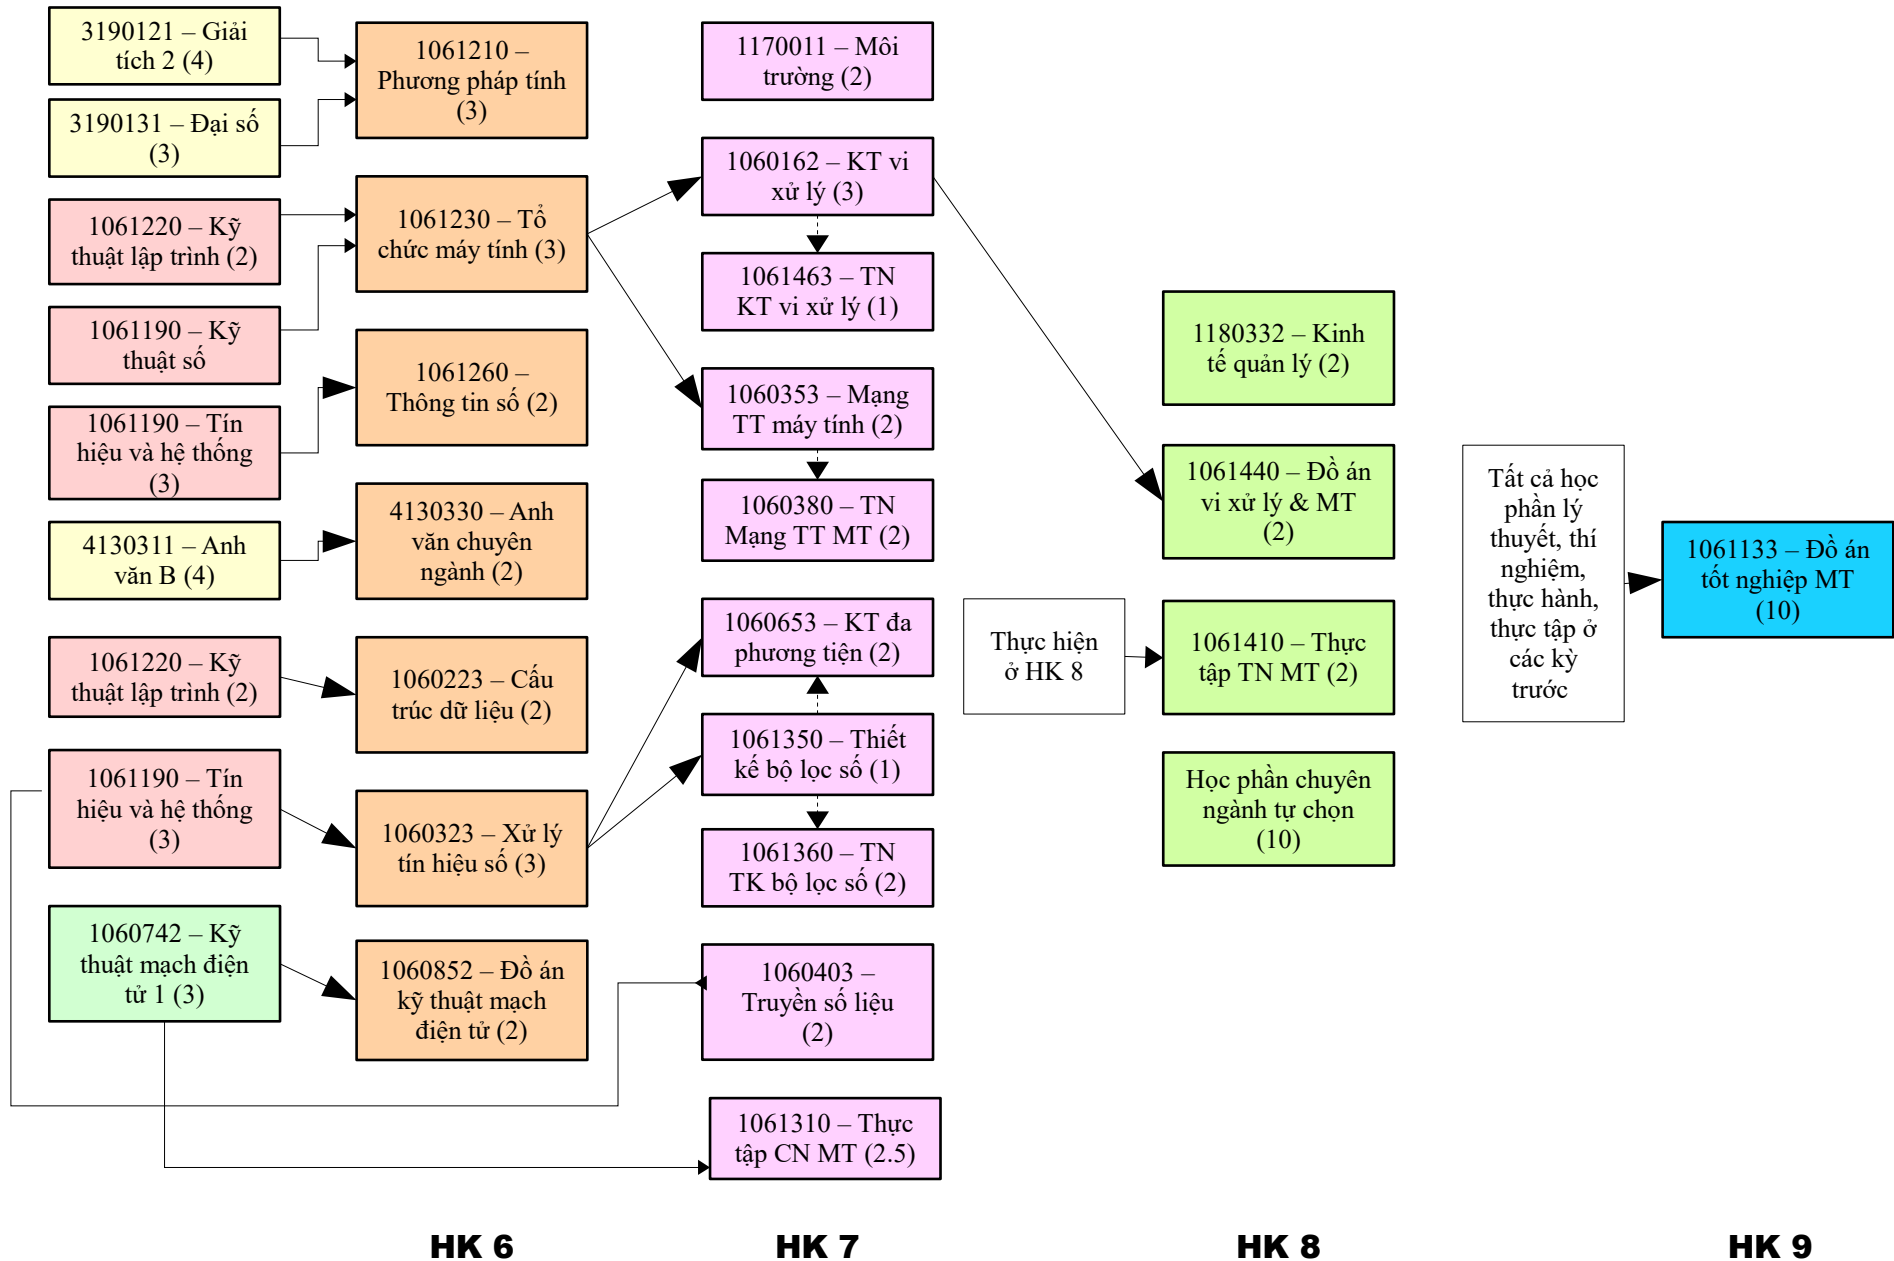 3190121 – Giải
tích 2 (4)
3190131 – Đại số
(3)
1061220 – Kỹ
thuật lập trình (2)
1061190 – Kỹ
thuật số
1061190 – Tín
hiệu và hệ thống
(3)
4130311 – Anh
văn B (4)
1061220 – Kỹ
thuật lập trình (2)
1061190 – Tín
hiệu và hệ thống
(3)
1060742 – Kỹ
thuật mạch điện
tử 1 (3)
1061210 –
Phương pháp tính
(3)
1061230 – Tổ
chức máy tính (3)
1061260 –
Thông tin số (2)
4130330 – Anh
văn chuyên
ngành (2)
1060223 – Cấu
trúc dữ liệu (2)
1060323 – Xử lý
tín hiệu số (3)
1060852 – Đồ án
kỹ thuật mạch
điện tử (2)
HK 6
1170011 – Môi
trường (2)
1060162 – KT vi
xử lý (3)
1061463 – TN
KT vi xử lý (1)
1060353 – Mạng
TT máy tính (2)
1060380 – TN
Mạng TT MT (2)
1060653 – KT đa
phương tiện (2)
1061350 – Thiết
kế bộ lọc số (1)
1061360 – TN
TK bộ lọc số (2)
1060403 –
Truyền số liệu
(2)
1061310 – Thực
tập CN MT (2.5)
HK 7
Thực hiện
ở HK 8
1180332 – Kinh
tế quản lý (2)
1061440 – Đồ án
vi xử lý & MT
(2)
1061410 – Thực
tập TN MT (2)
Học phần chuyên
ngành tự chọn
(10)
HK 8
Tất cả học
phần lý
thuyết, thí
nghiệm,
thực hành,
thực tập ở
các kỳ
trước
1061133 – Đồ án
tốt nghiệp MT
(10)
HK 9